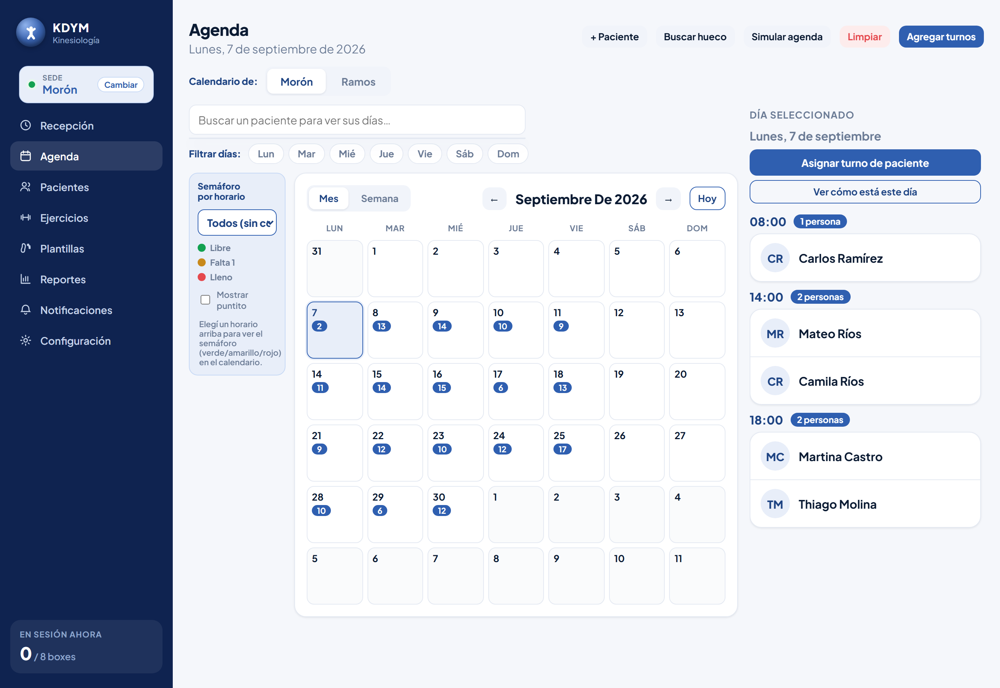 KDYM
Kinesiología
SEDE
Morón
Cambiar
Recepción
Agenda
Pacientes
Ejercicios
Plantillas
Reportes
Notificaciones
Configuración
EN SESIÓN AHORA
0 / 8 boxes
Agenda
Lunes, 7 de septiembre de 2026
+ Paciente
Buscar hueco
Simular agenda
Limpiar
Agregar turnos
Calendario de:
Morón
Ramos
Buscar un paciente para ver sus días...
Filtrar días:
Lun
Mar
Mié
Jue
Vie
Sáb
Dom
Semáforo
por horario
Todos (sin c
Libre
Falta 1
Lleno
Mostrar
puntito
Elegí un horario
arriba para ver el
semáforo
(verde/amarillo/rojo)
en el calendario.
Mes
Semana
←
Septiembre De 2026
→
Hoy
LUN MAR MIÉ JUE VIE SÁB DOM
31 1 2 3 4 5 6
7 8 9 10 11 12 13
2 13 14 10 9
14 15 16 17 18 19 20
11 14 15 6 13
21 22 23 24 25 26 27
9 12 10 12 17
28 29 30 1 2 3 4
10 6 12
5 6 7 8 9 10 11
DÍA SELECCIONADO
Lunes, 7 de septiembre
Asignar turno de paciente
Ver cómo está este día
08:00 1 persona
CR Carlos Ramírez
14:00 2 personas
MR Mateo Ríos
CR Camila Ríos
18:00 2 personas
MC Martina Castro
TM Thiago Molina